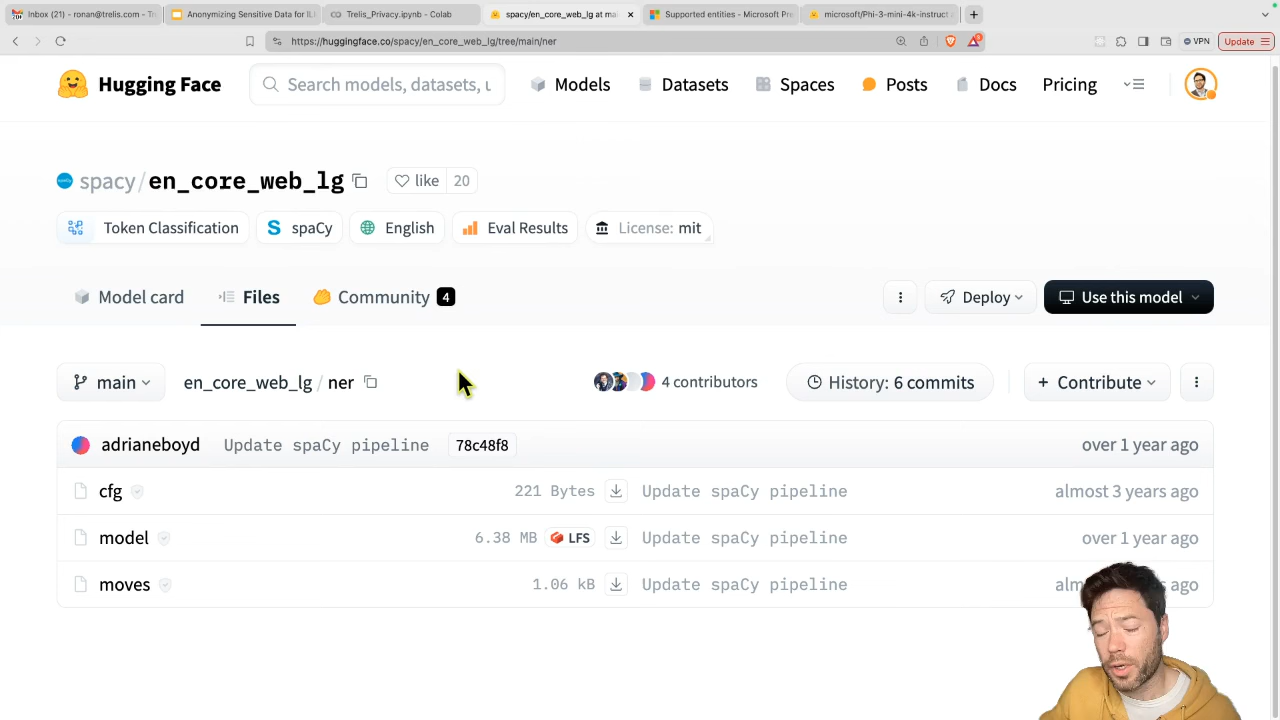 Inbox (21) - ronan@trelis.com - Tr
Anonymizing Sensitive Data for LL
Trelis_Privacy.ipynb - Colab
spacy/en_core_web_lg at ma
Supported entities - Microsoft Pre
microsoft/Phi-3-mini-4k-instruct a
https://huggingface.co/spacy/en_core_web_lg/tree/main/ner
VPN
Update
Hugging Face
Search models, datasets, u
Models
Datasets
Spaces
Posts
Docs
Pricing
spacy/en_core_web_lg
like 20
Token Classification
spaCy
English
Eval Results
License: mit
Model card
Files
Community 4
Deploy
Use this model
main
en_core_web_lg / ner
4 contributors
History: 6 commits
+ Contribute
adrianeboyd Update spaCy pipeline 78c48f8 over 1 year ago
cfg 221 Bytes Update spaCy pipeline almost 3 years ago
model 6.38 MB LFS Update spaCy pipeline over 1 year ago
moves 1.06 kB Update spaCy pipeline s ago